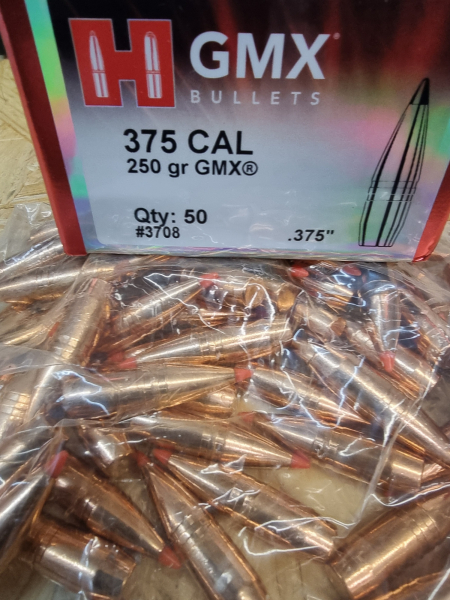 H GMX®
BULLETS
375 CAL
250 gr GMX®
Qty: 50
#3708
.375"